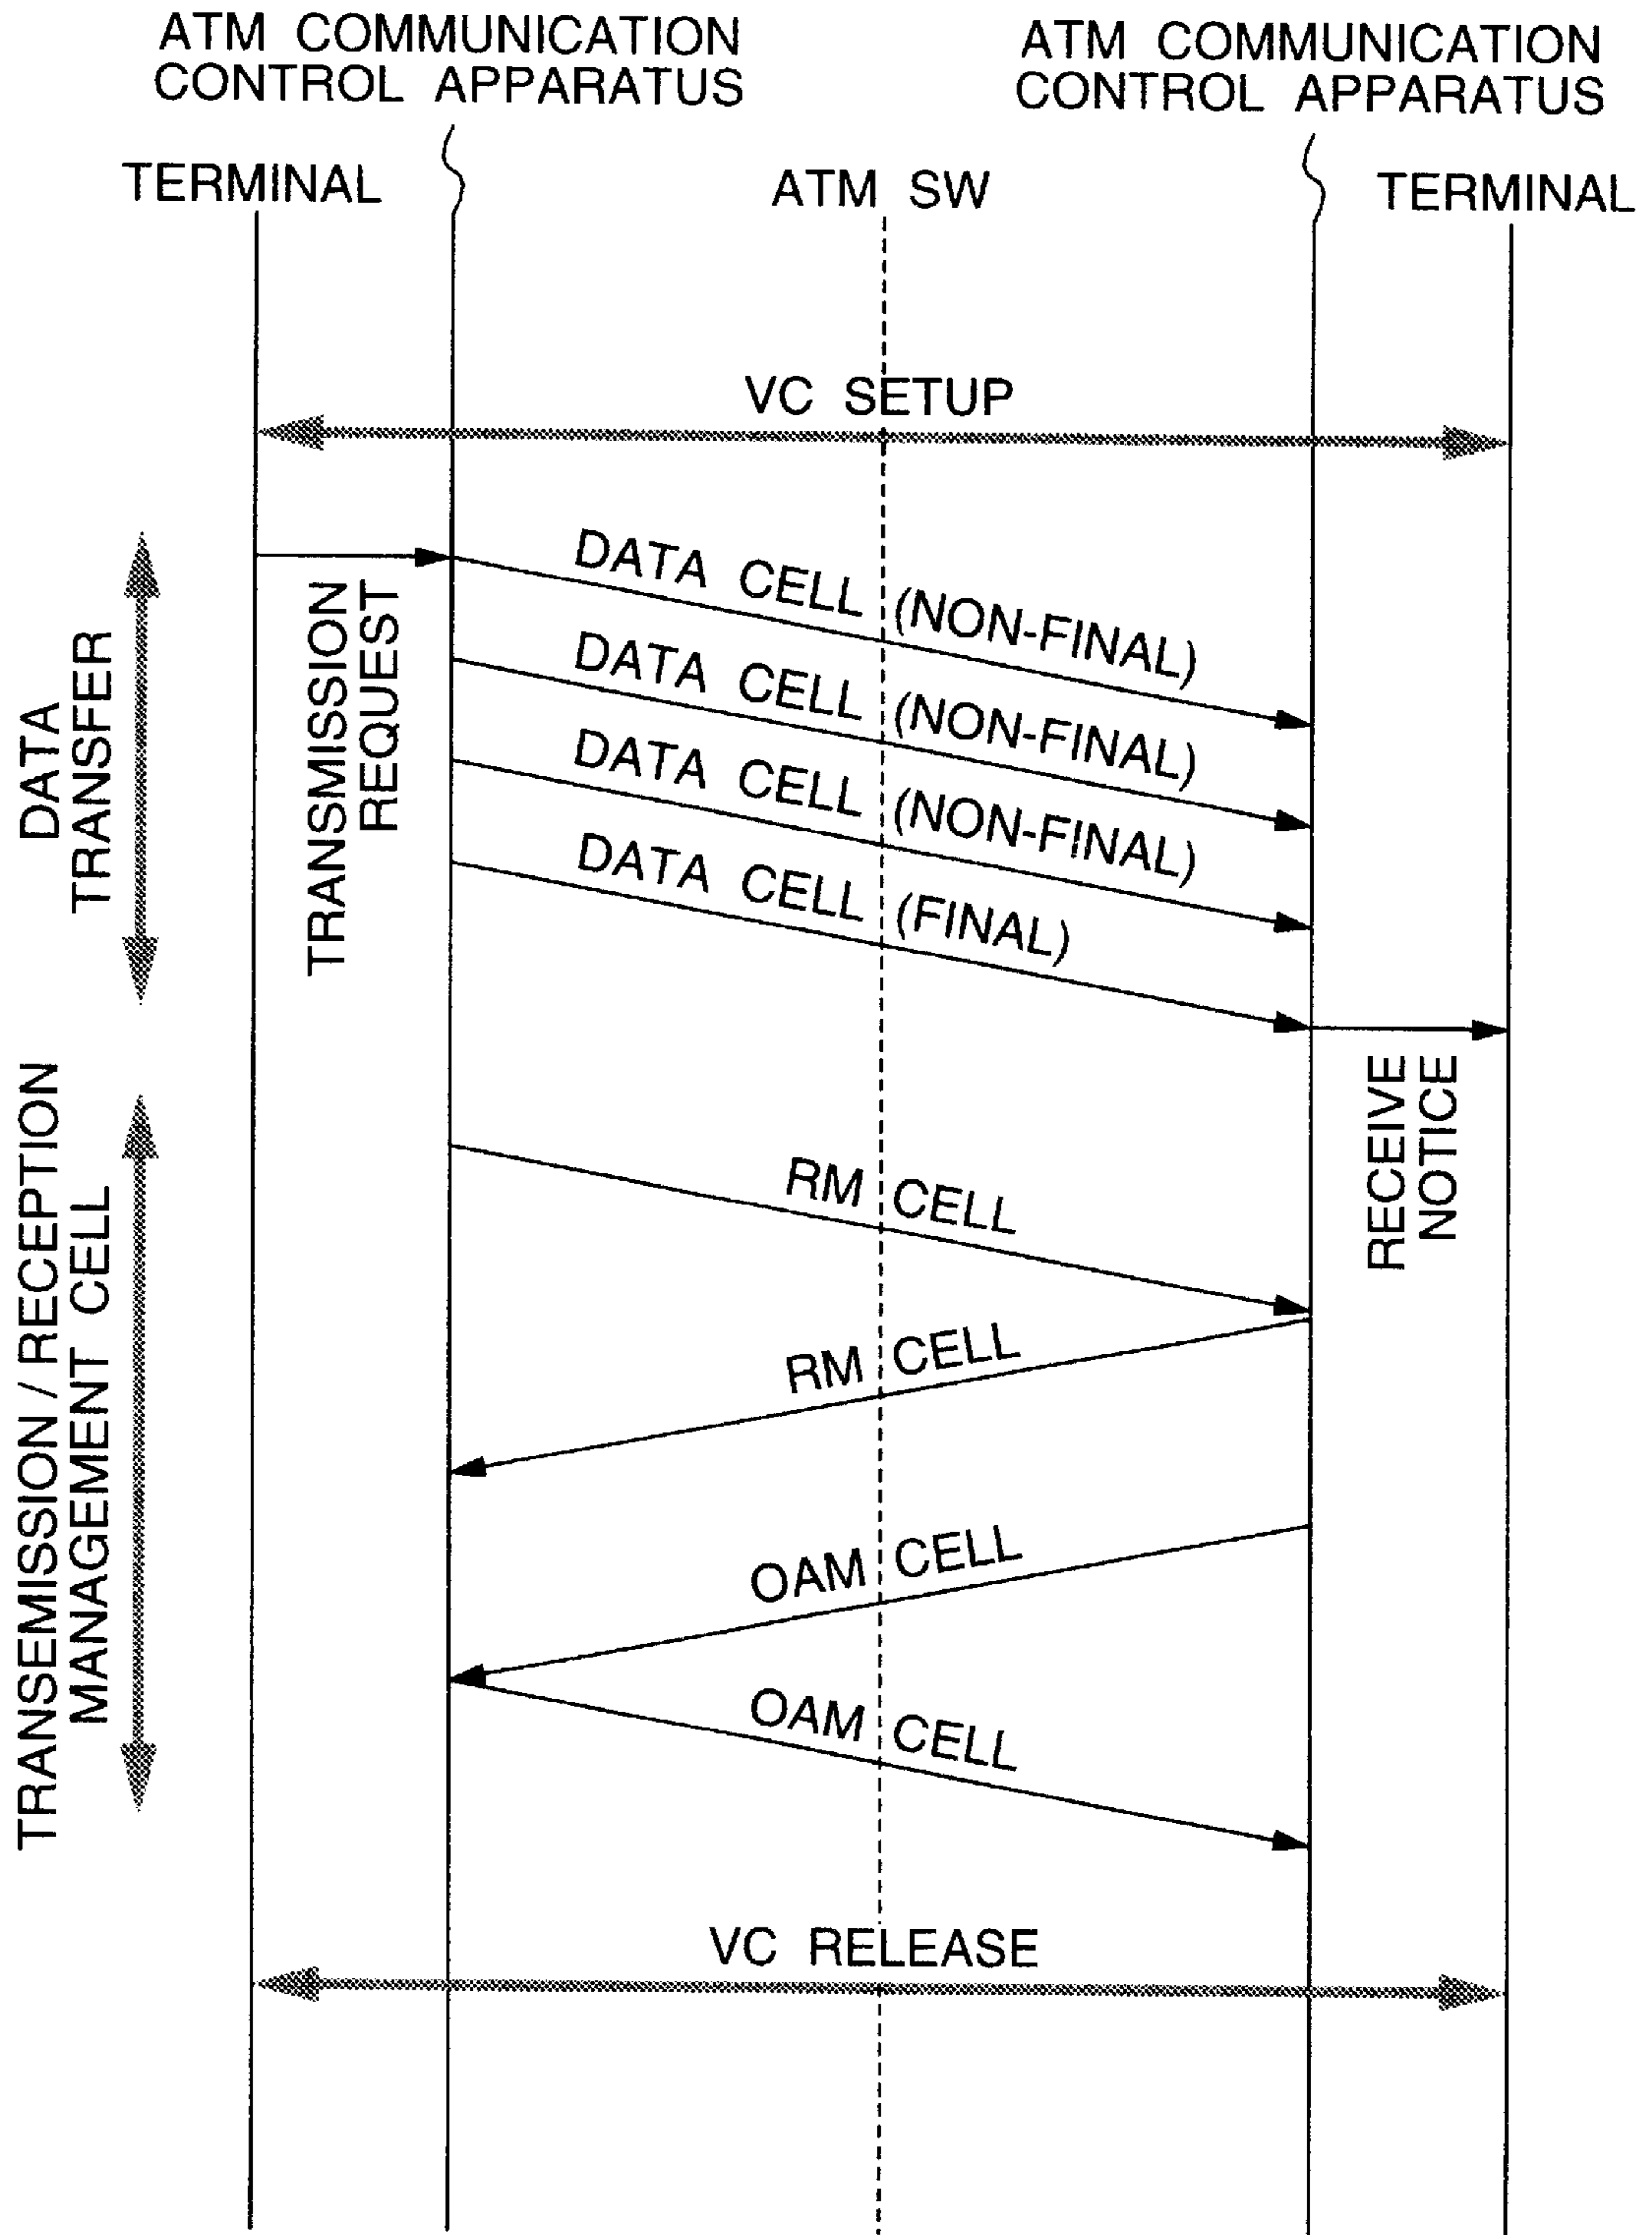 ATM COMMUNICATION
CONTROL APPARATUS
ATM COMMUNICATION
CONTROL APPARATUS
TERMINAL
ATM SW
TERMINAL
VC SETUP
DATA
TRANSFER
TRANSMISSION
REQUEST
DATA CELL (NON-FINAL)
DATA CELL (NON-FINAL)
DATA CELL (NON-FINAL)
DATA CELL (FINAL)
RECEIVE
NOTICE
TRANSEMISSION / RECEPTION
MANAGEMENT CELL
RM CELL
RM CELL
OAM CELL
OAM CELL
VC RELEASE